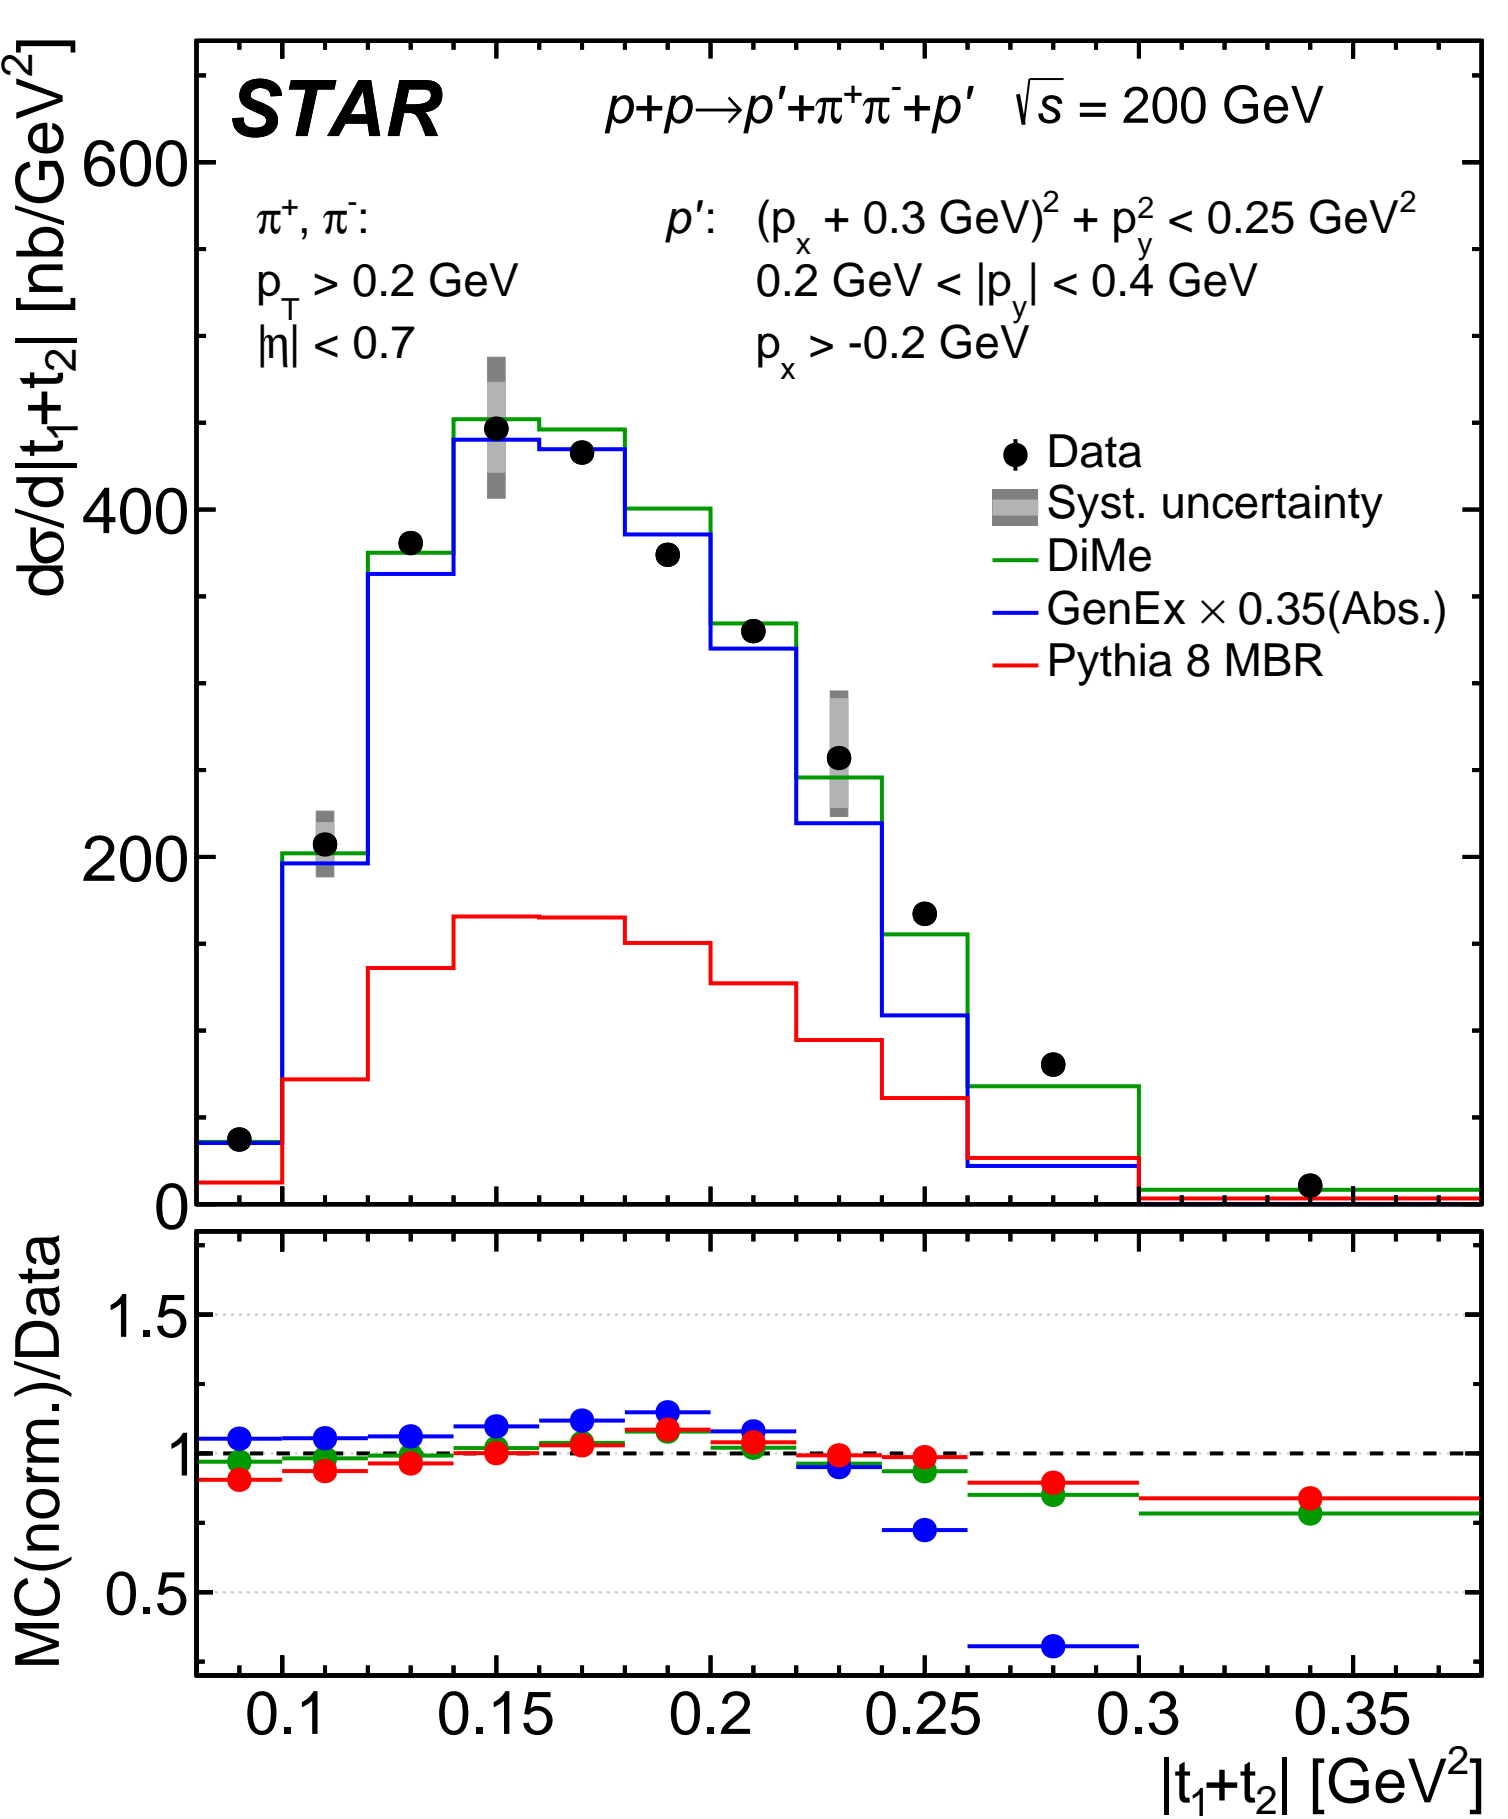 STAR
p+p→p′+π⁺π⁻+p′ √s = 200 GeV
π⁺, π⁻:
p_T > 0.2 GeV
|η| < 0.7
p′: (p_x + 0.3 GeV)² + p_y² < 0.25 GeV²
0.2 GeV < |p_y| < 0.4 GeV
p_x > -0.2 GeV
Data
Syst. uncertainty
DiMe
GenEx × 0.35(Abs.)
Pythia 8 MBR
dσ/d|t₁+t₂| [nb/GeV²]
600
400
200
0
MC(norm.)/Data
1.5
1
0.5
0.1 0.15 0.2 0.25 0.3 0.35
|t₁+t₂| [GeV²]